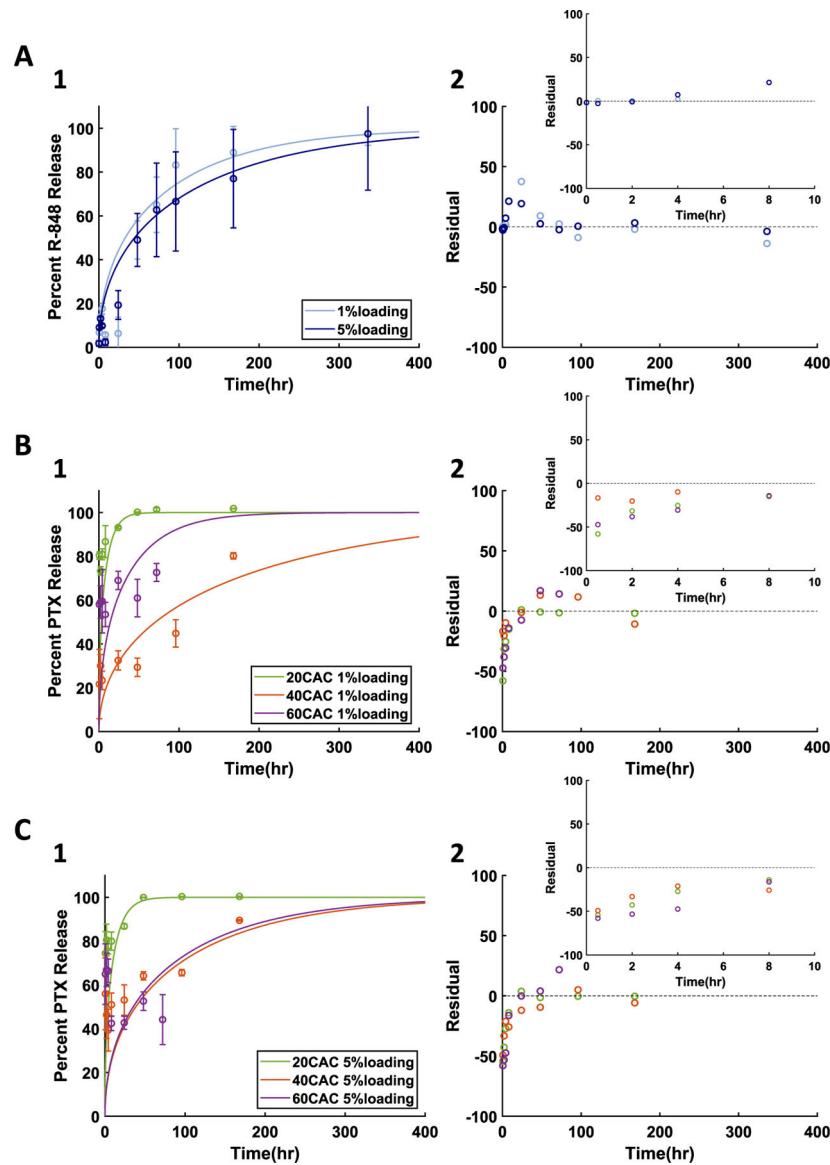 A
1
Percent R-848 Release
100
80
60
40
20
0
0 100 200 300 400
Time(hr)
1%loading
5%loading
2
Residual
100
50
0
-50
-100
0 100 200 300 400
Time(hr)
Residual
100
50
0
-50
-100
0 2 4 6 8 10
Time(hr)
B
1
Percent PTX Release
100
80
60
40
20
0
0 100 200 300 400
Time(hr)
20CAC 1%loading
40CAC 1%loading
60CAC 1%loading
2
Residual
100
50
0
-50
-100
0 100 200 300 400
Time(hr)
Residual
100
50
0
-50
-100
0 2 4 6 8 10
Time(hr)
C
1
Percent PTX Release
100
80
60
40
20
0
0 100 200 300 400
Time(hr)
20CAC 5%loading
40CAC 5%loading
60CAC 5%loading
2
Residual
100
50
0
-50
-100
0 100 200 300 400
Time(hr)
Residual
100
50
0
-50
-100
0 2 4 6 8 10
Time(hr)